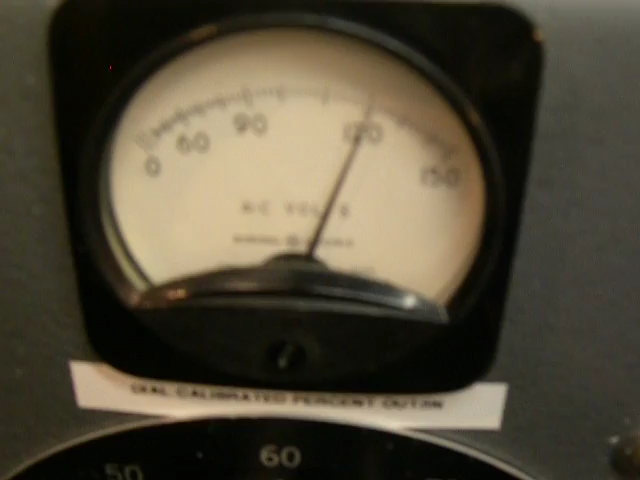 0 60 90 120 150
A-C VOLTS
DIAL CALIBRATED PERCENT OUTPUT
50 60